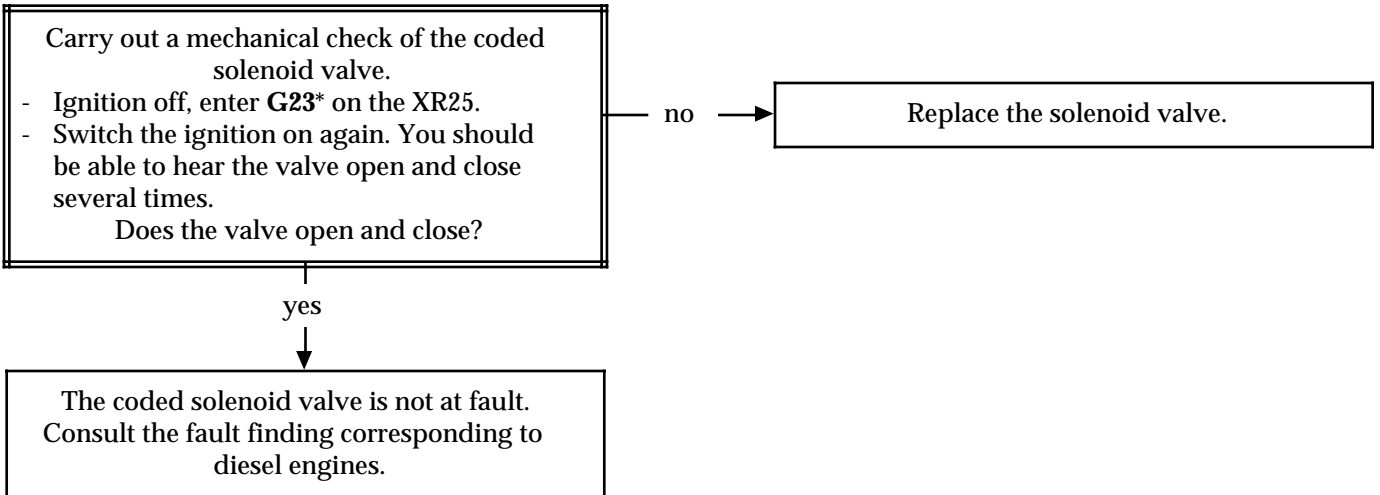 Carry out a mechanical check of the coded
solenoid valve.
- Ignition off, enter G23* on the XR25.
- Switch the ignition on again. You should
be able to hear the valve open and close
several times.
Does the valve open and close?
no
Replace the solenoid valve.
yes
The coded solenoid valve is not at fault.
Consult the fault finding corresponding to
diesel engines.